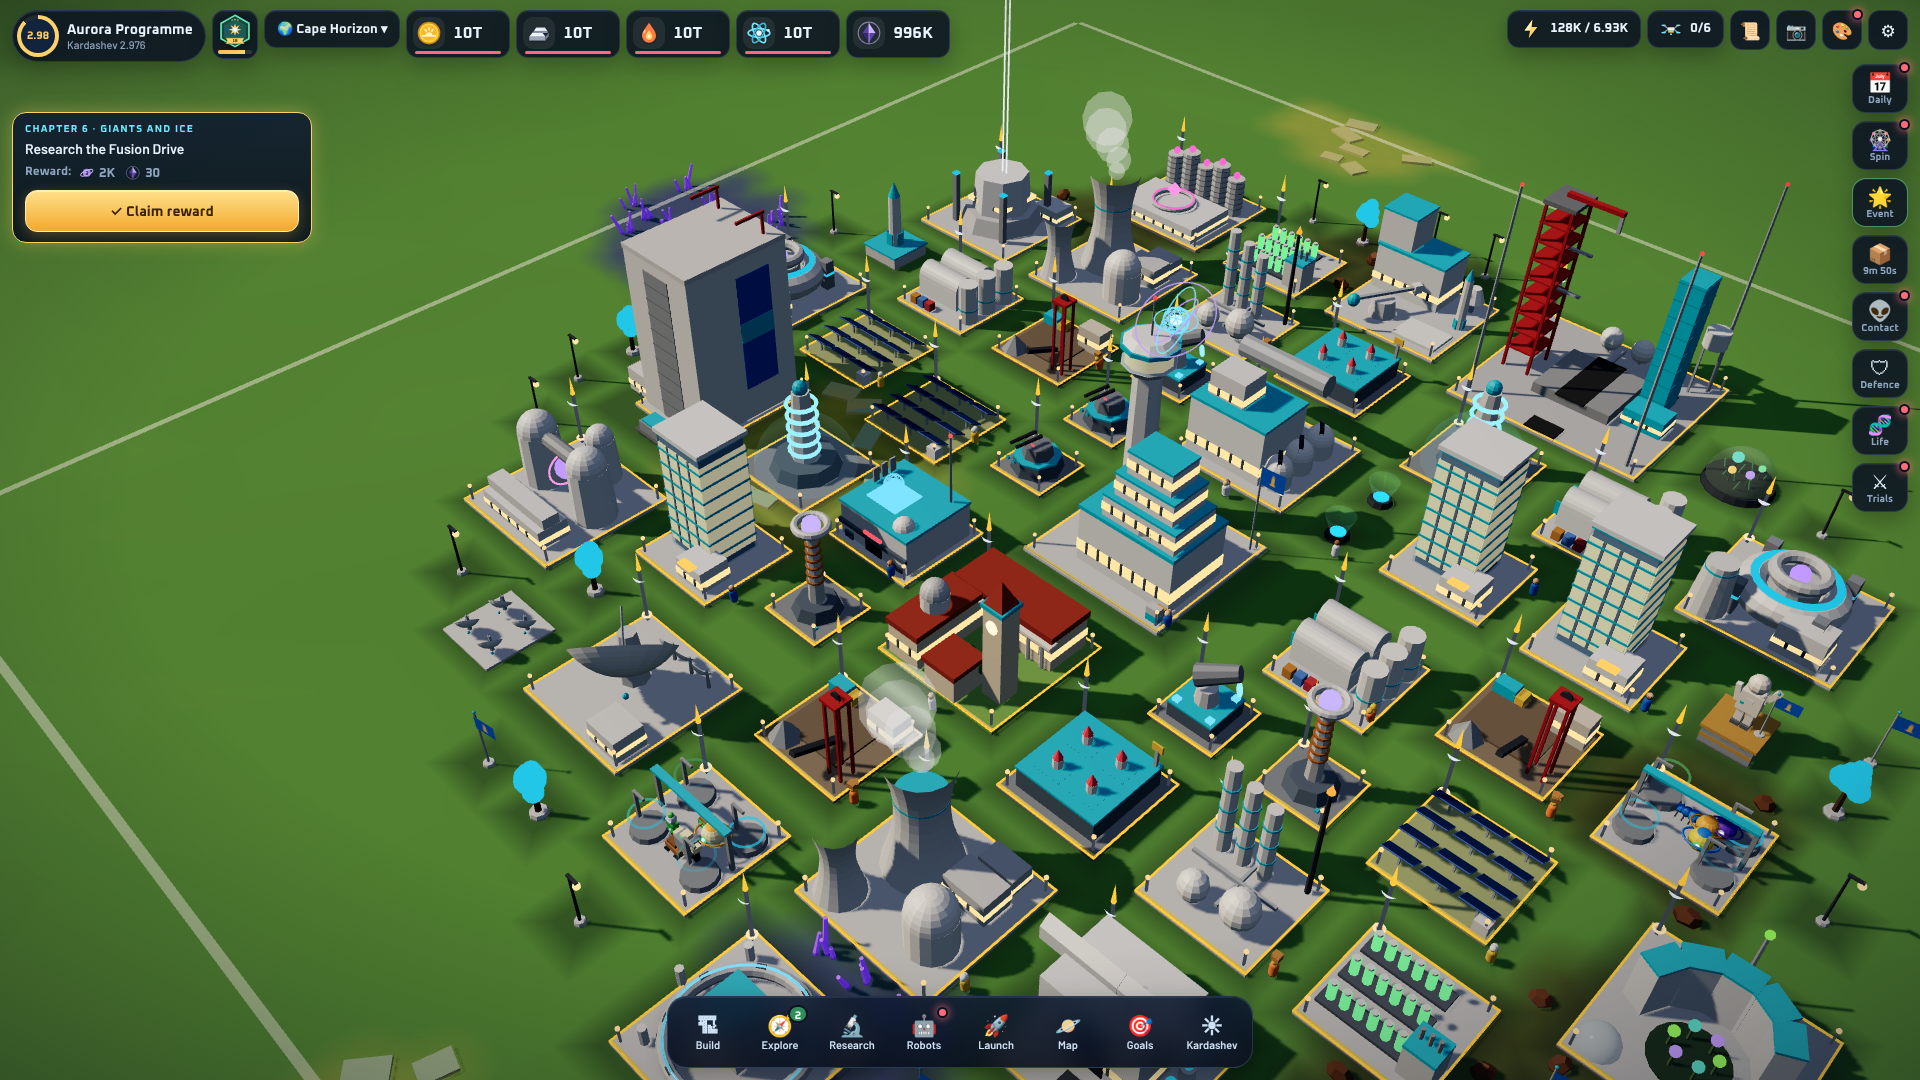 2.98
Aurora Programme
Kardashev 2.976
Cape Horizon ▾
10T
10T
10T
10T
996K
128K / 6.93K
0/6
CHAPTER 6 · GIANTS AND ICE
Research the Fusion Drive
Reward: 2K 30
✓ Claim reward
17
Daily
Spin
Event
9m 50s
Contact
Defence
Life
Trials
Build
2
Explore
Research
Robots
Launch
Map
Goals
Kardashev